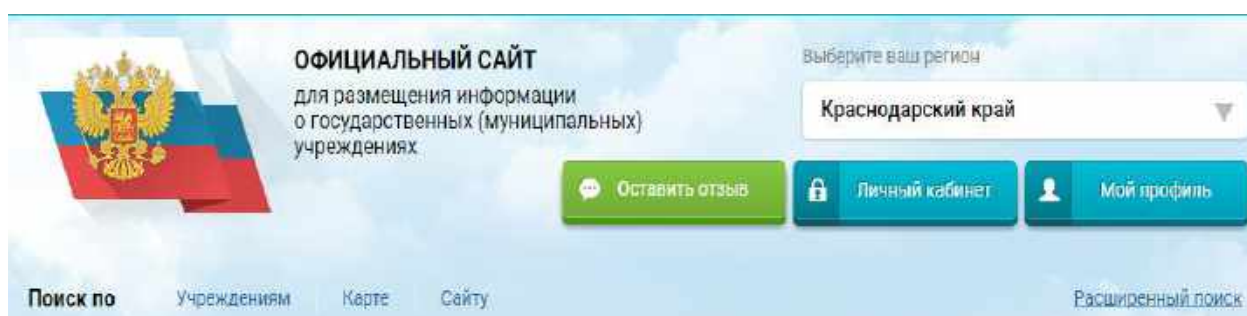 ОФИЦИАЛЬНЫЙ САЙТ
для размещения информации
о государственных (муниципальных)
учреждениях
Выберите ваш регион
Краснодарский край
Оставить отзыв
Личный кабинет
Мой профиль
Поиск по Учреждениям Карте Сайту Расширенный поиск